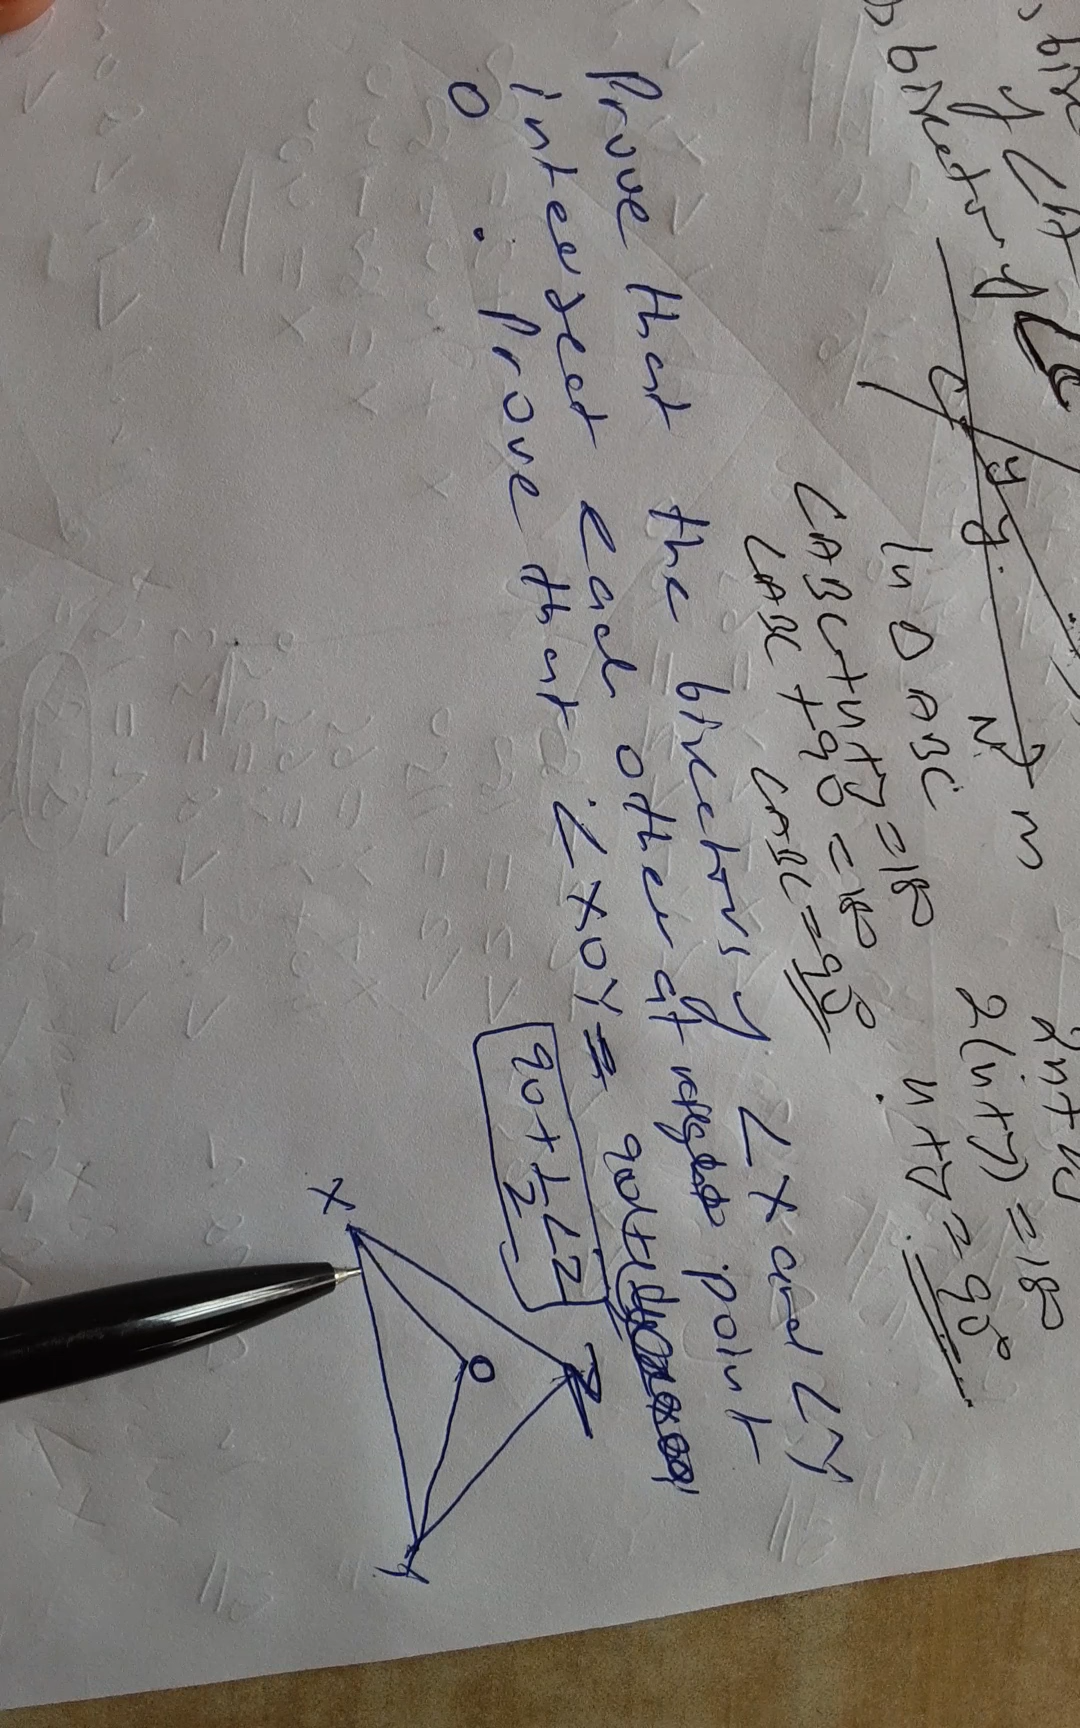 2(n+y) = 180
n+y = 90°
In Δ ABC
∠ABC+n+y = 180
∠ABC + 90 = 180
∠ABC = 90°
m
N
y
y
Prove that the bisectors of ∠X and ∠Y
intersect each other at point
O . Prove that ∠XOY =
90 + 1/2 ∠Z
Z
O
X
Y